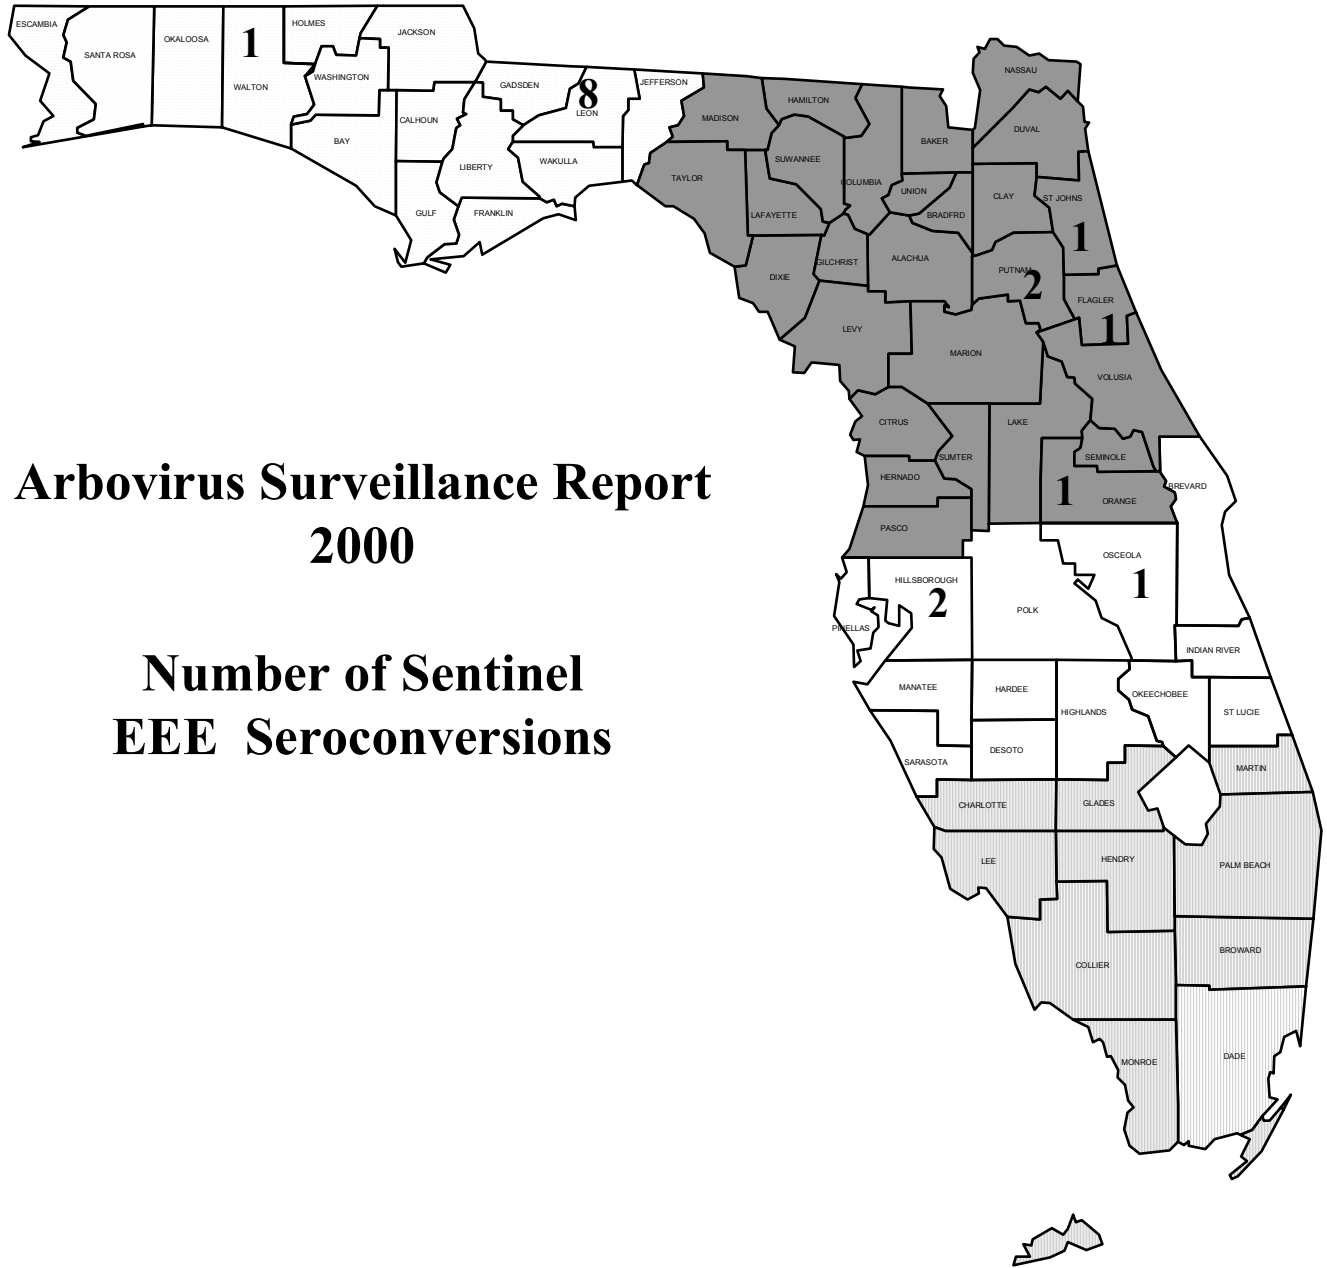 ESCAMBIA
SANTA ROSA
OKALOOSA
1
WALTON
HOLMES
WASHINGTON
JACKSON
BAY
CALHOUN
GULF
LIBERTY
FRANKLIN
GADSDEN
8
LEON
WAKULLA
JEFFERSON
MADISON
TAYLOR
HAMILTON
SUWANNEE
LAFAYETTE
DIXIE
COLUMBIA
GILCHRIST
BAKER
UNION
BRADFRD
ALACHUA
NASSAU
DUVAL
CLAY
ST JOHNS
1
PUTNAM
2
FLAGLER
1
LEVY
MARION
VOLUSIA
CITRUS
SUMTER
LAKE
HERNADO
PASCO
SEMINOLE
1
ORANGE
BREVARD
Arbovirus Surveillance Report
2000
Number of Sentinel
EEE Seroconversions
HILLSBOROUGH
2
PINELLAS
POLK
OSCEOLA
1
INDIAN RIVER
MANATEE
HARDEE
HIGHLANDS
OKEECHOBEE
ST LUCIE
SARASOTA
DESOTO
MARTIN
CHARLOTTE
GLADES
LEE
HENDRY
PALM BEACH
COLLIER
BROWARD
MONROE
DADE